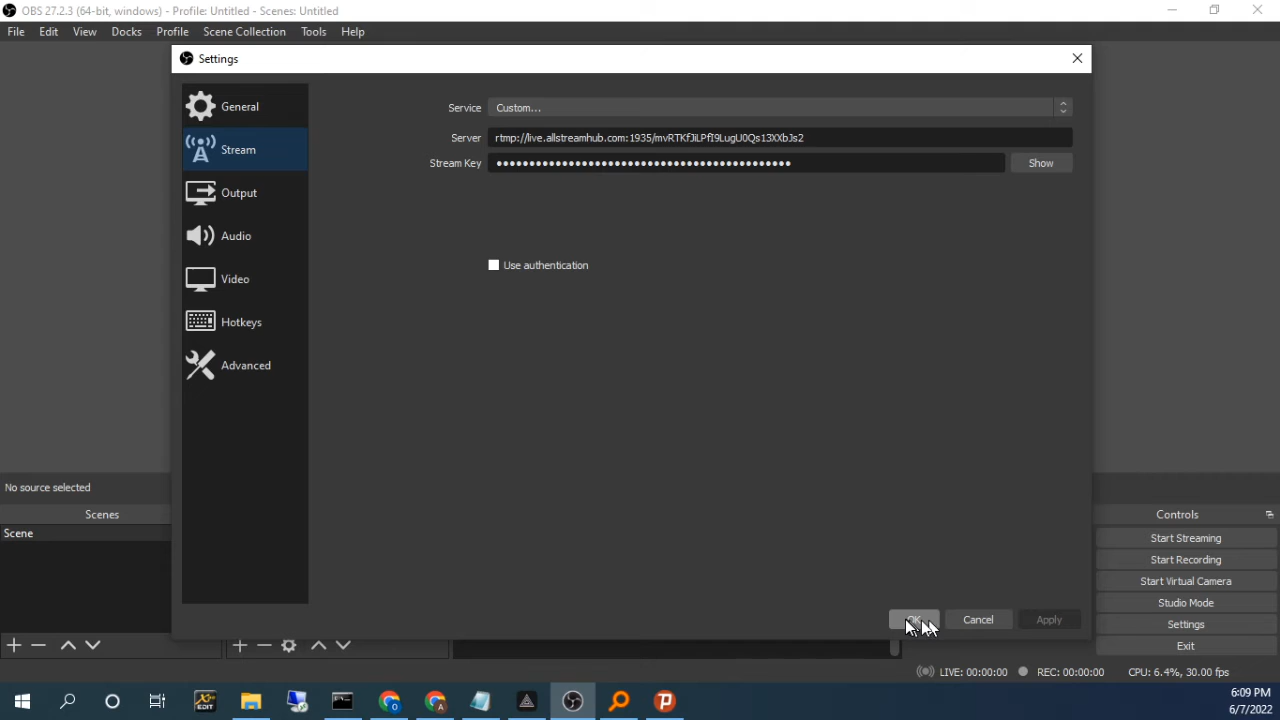 OBS 27.2.3 (64-bit, windows) - Profile: Untitled - Scenes: Untitled
File Edit View Docks Profile Scene Collection Tools Help
Settings
General
Stream
Output
Audio
Video
Hotkeys
Advanced
Service Custom...
Server rtmp://live.allstreamhub.com:1935/mvRTKfJiLPfI9LugU0Qs13XXbJs2
Stream Key ●●●●●●●●●●●●●●●●●●●●●●●●●●●●●●●●●●●●●●●●●●●●● Show
Use authentication
OK Cancel Apply
No source selected
Scenes
Scene
Controls
Start Streaming
Start Recording
Start Virtual Camera
Studio Mode
Settings
Exit
LIVE: 00:00:00 REC: 00:00:00 CPU: 6.4%, 30.00 fps
6:09 PM
6/7/2022